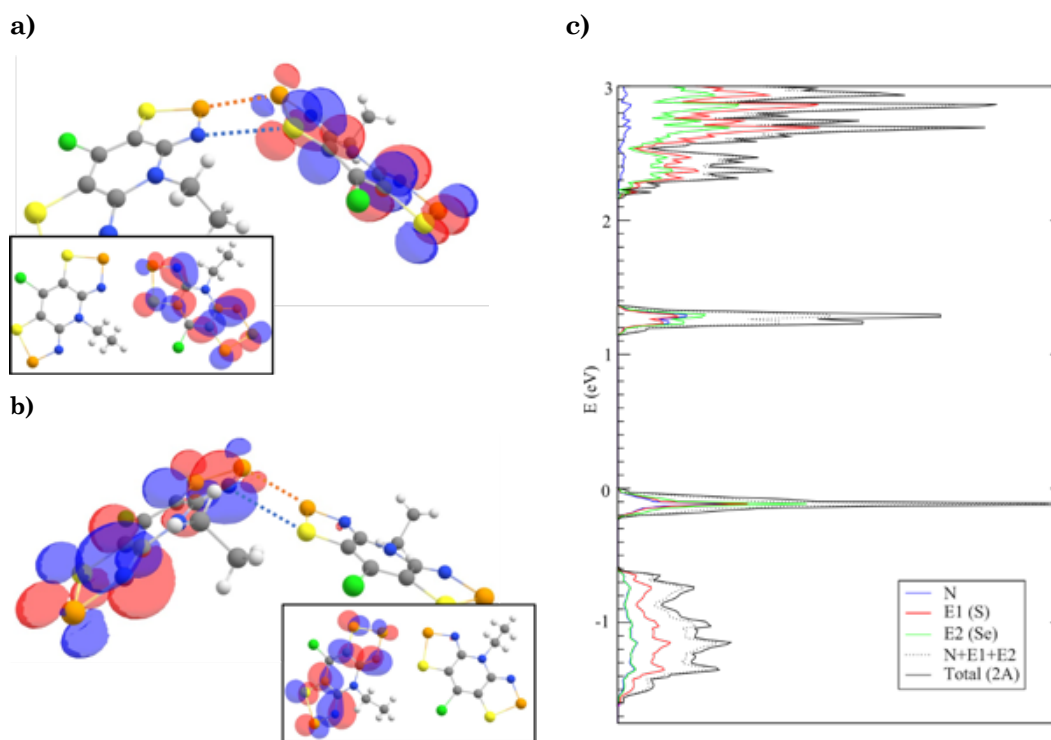 a)
b)
c)
3
2
1
0
-1
E (eV)
N
E1 (S)
E2 (Se)
N+E1+E2
Total (2A)